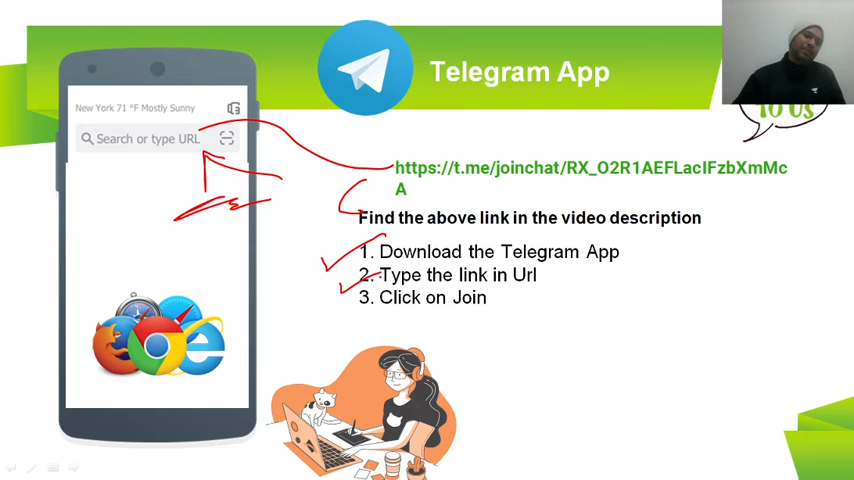 Telegram App
To Us
New York 71 °F Mostly Sunny
Search or type URL
https://t.me/joinchat/RX_O2R1AEFLacIFzbXmMc
A
Find the above link in the video description
1. Download the Telegram App
2. Type the link in Url
3. Click on Join